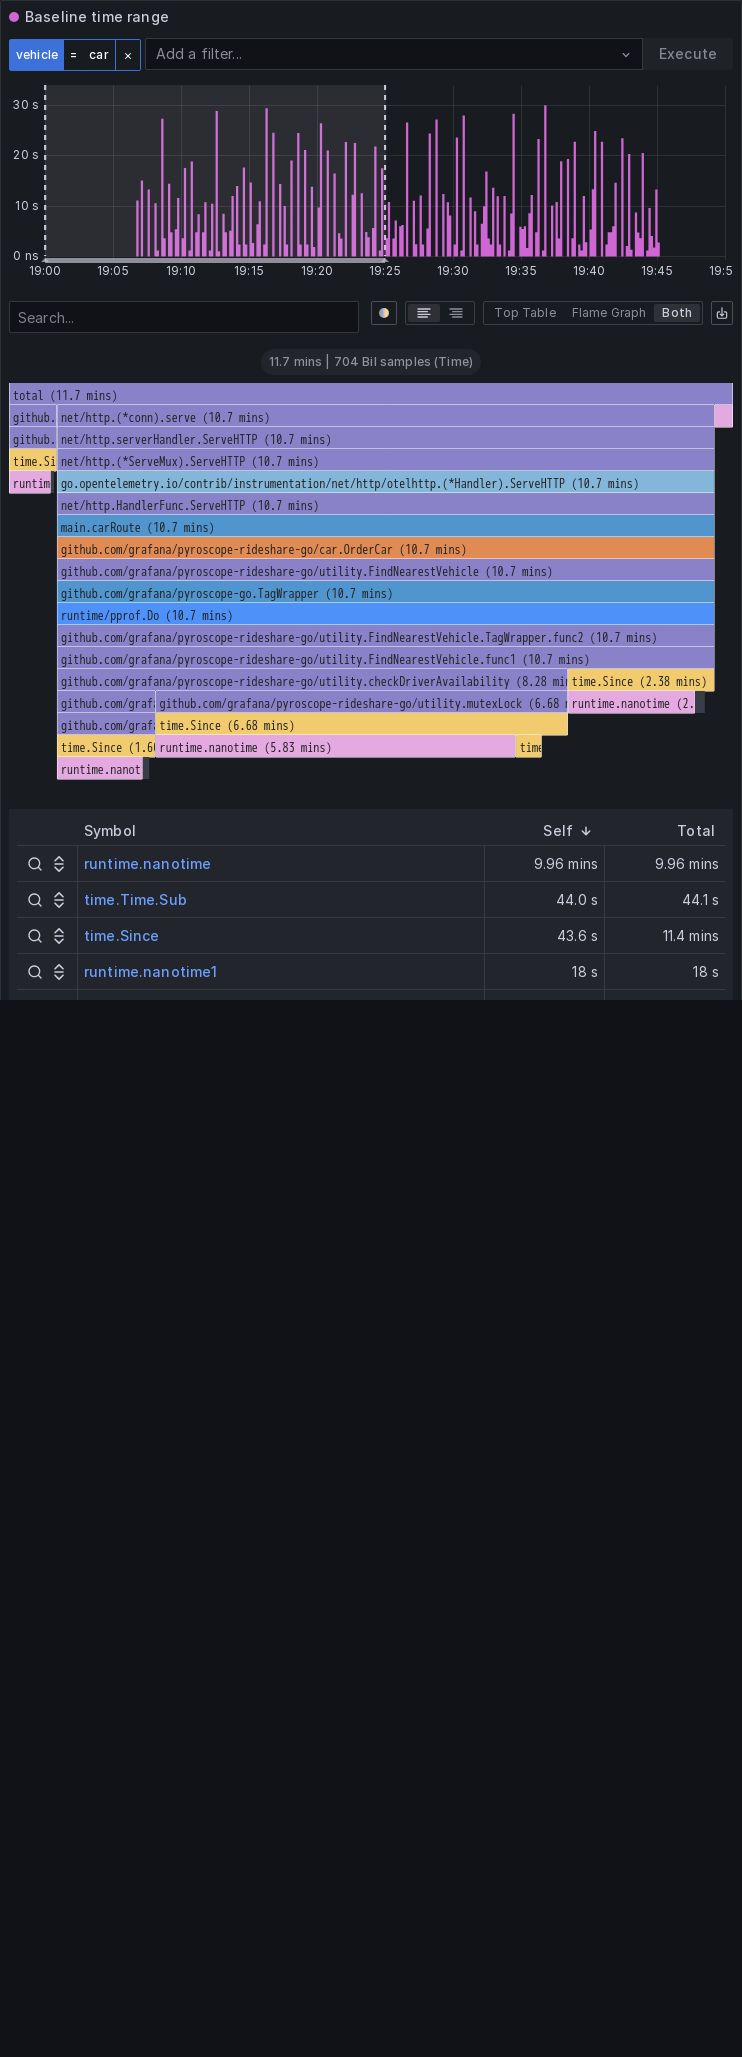 Baseline time range
vehicle = car × Add a filter... Execute
30 s
20 s
10 s
0 ns
19:00 19:05 19:10 19:15 19:20 19:25 19:30 19:35 19:40 19:45 19:5
Search... Top Table Flame Graph Both
11.7 mins | 704 Bil samples (Time)
total (11.7 mins)
github. net/http.(*conn).serve (10.7 mins)
github. net/http.serverHandler.ServeHTTP (10.7 mins)
time.Si net/http.(*ServeMux).ServeHTTP (10.7 mins)
runtim go.opentelemetry.io/contrib/instrumentation/net/http/otelhttp.(*Handler).ServeHTTP (10.7 mins)
net/http.HandlerFunc.ServeHTTP (10.7 mins)
main.carRoute (10.7 mins)
github.com/grafana/pyroscope-rideshare-go/car.OrderCar (10.7 mins)
github.com/grafana/pyroscope-rideshare-go/utility.FindNearestVehicle (10.7 mins)
github.com/grafana/pyroscope-go.TagWrapper (10.7 mins)
runtime/pprof.Do (10.7 mins)
github.com/grafana/pyroscope-rideshare-go/utility.FindNearestVehicle.TagWrapper.func2 (10.7 mins)
github.com/grafana/pyroscope-rideshare-go/utility.FindNearestVehicle.func1 (10.7 mins)
github.com/grafana/pyroscope-rideshare-go/utility.checkDriverAvailability (8.28 min time.Since (2.38 mins)
github.com/grafa github.com/grafana/pyroscope-rideshare-go/utility.mutexLock (6.68 m runtime.nanotime (2.
github.com/grafa time.Since (6.68 mins)
time.Since (1.60 runtime.nanotime (5.83 mins) time
runtime.nanot
Symbol Self Total
runtime.nanotime 9.96 mins 9.96 mins
time.Time.Sub 44.0 s 44.1 s
time.Since 43.6 s 11.4 mins
runtime.nanotime1 18 s 18 s